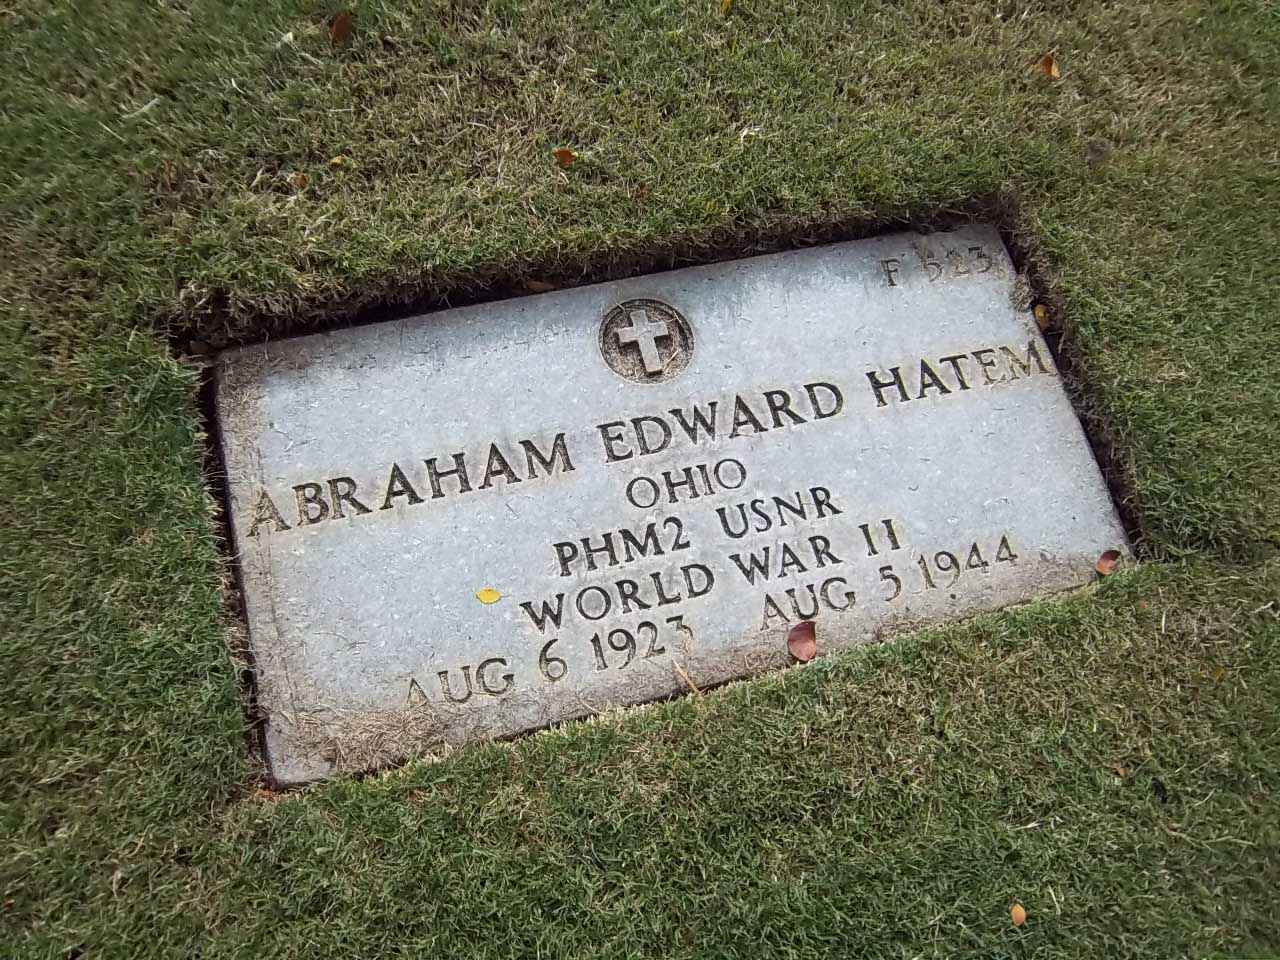 F 523
ABRAHAM EDWARD HATEM
OHIO
PHM2 USNR
WORLD WAR II
AUG 6 1923 AUG 5 1944